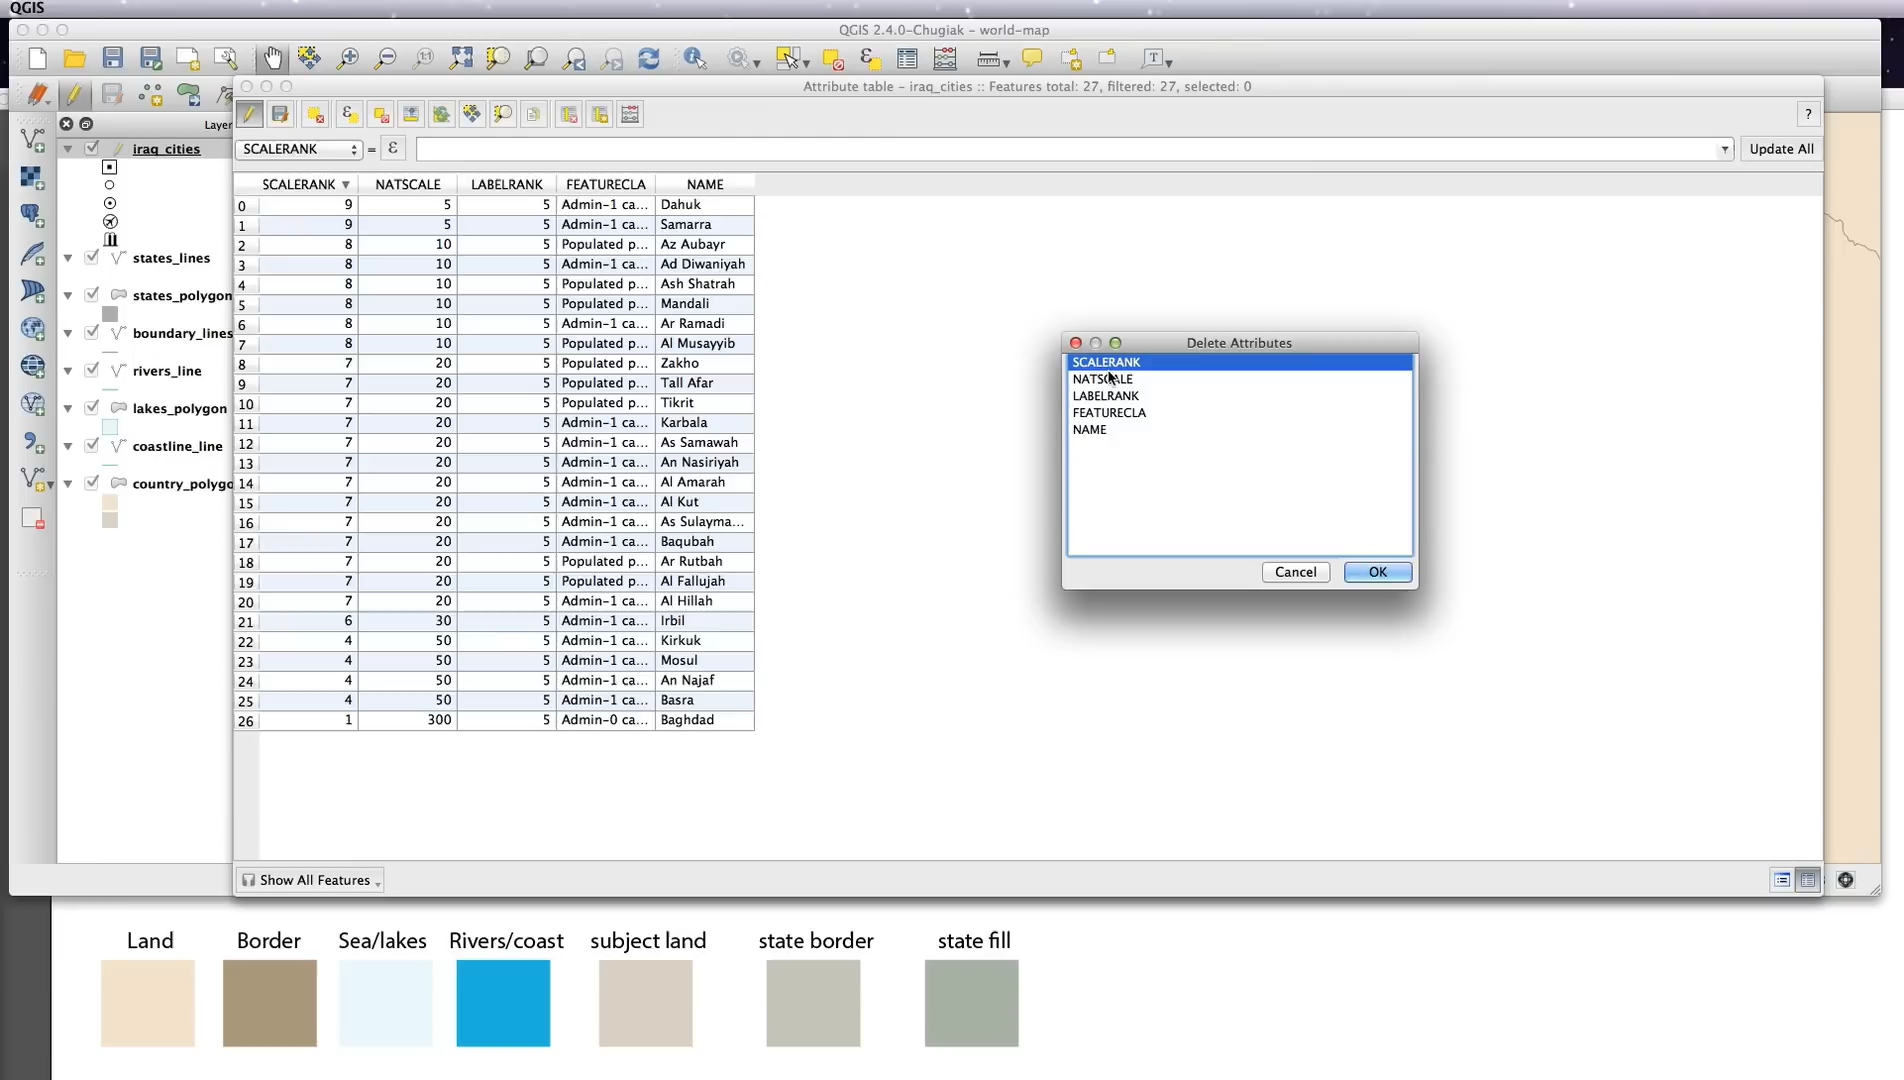 QGIS
QGIS 2.4.0-Chugiak - world-map
Attribute table - iraq_cities :: Features total: 27, filtered: 27, selected: 0
Layer
iraq_cities
states_lines
states_polygon
boundary_lines
rivers_line
lakes_polygon
coastline_line
country_polygo
?
SCALERANK = ε Update All
SCALERANK NATSCALE LABELRANK FEATURECLA NAME
0 9 5 5 Admin-1 ca... Dahuk
1 9 5 5 Admin-1 ca... Samarra
2 8 10 5 Populated p... Az Aubayr
3 8 10 5 Admin-1 ca... Ad Diwaniyah
4 8 10 5 Populated p... Ash Shatrah
5 8 10 5 Populated p... Mandali
6 8 10 5 Admin-1 ca... Ar Ramadi
7 8 10 5 Populated p... Al Musayyib
8 7 20 5 Populated p... Zakho
9 7 20 5 Populated p... Tall Afar
10 7 20 5 Populated p... Tikrit
11 7 20 5 Admin-1 ca... Karbala
12 7 20 5 Admin-1 ca... As Samawah
13 7 20 5 Admin-1 ca... An Nasiriyah
14 7 20 5 Admin-1 ca... Al Amarah
15 7 20 5 Admin-1 ca... Al Kut
16 7 20 5 Admin-1 ca... As Sulayma...
17 7 20 5 Admin-1 ca... Baqubah
18 7 20 5 Populated p... Ar Rutbah
19 7 20 5 Populated p... Al Fallujah
20 7 20 5 Admin-1 ca... Al Hillah
21 6 30 5 Admin-1 ca... Irbil
22 4 50 5 Admin-1 ca... Kirkuk
23 4 50 5 Admin-1 ca... Mosul
24 4 50 5 Admin-1 ca... An Najaf
25 4 50 5 Admin-1 ca... Basra
26 1 300 5 Admin-0 ca... Baghdad
Delete Attributes
SCALERANK
NATSCALE
LABELRANK
FEATURECLA
NAME
Cancel OK
Show All Features
Land Border Sea/lakes Rivers/coast subject land state border state fill